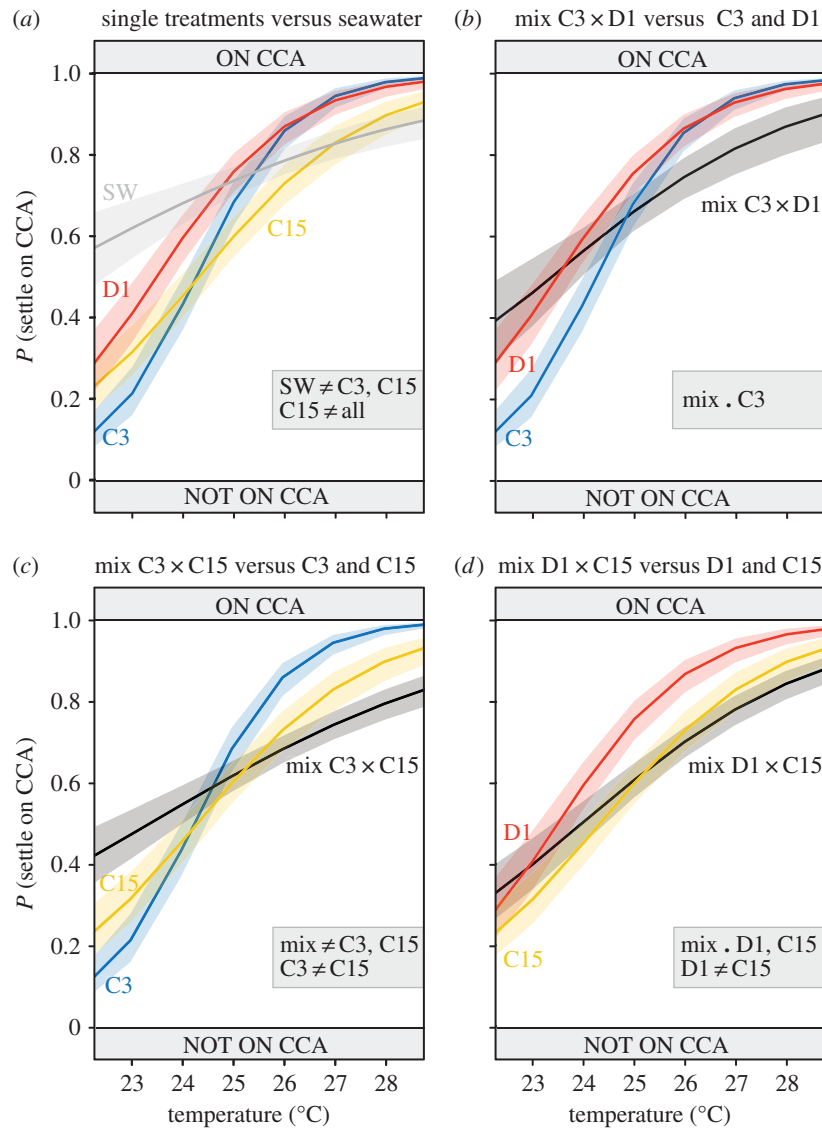 (a) single treatments versus seawater
ON CCA
1.0
0.8
0.6
0.4
0.2
0
P (settle on CCA)
SW
D1
C15
C3
SW ≠ C3, C15
C15 ≠ all
NOT ON CCA
(b) mix C3 × D1 versus C3 and D1
ON CCA
mix C3 × D1
D1
C3
mix . C3
NOT ON CCA
(c) mix C3 × C15 versus C3 and C15
ON CCA
1.0
0.8
0.6
0.4
0.2
0
P (settle on CCA)
mix C3 × C15
C15
C3
mix ≠ C3, C15
C3 ≠ C15
NOT ON CCA
23 24 25 26 27 28
temperature (°C)
(d) mix D1 × C15 versus D1 and C15
ON CCA
mix D1 × C15
D1
C15
mix . D1, C15
D1 ≠ C15
NOT ON CCA
23 24 25 26 27 28
temperature (°C)